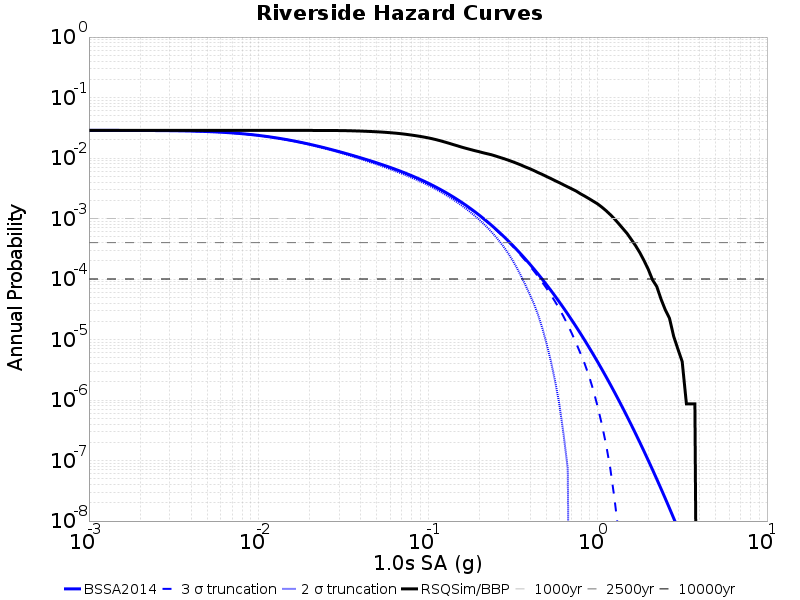 Riverside Hazard Curves
10^0
10^-1
10^-2
10^-3
10^-4
10^-5
10^-6
10^-7
10^-8
Annual Probability
10^-3 10^-2 10^-1 10^0 10^1
1.0s SA (g)
BSSA2014 3 σ truncation 2 σ truncation RSQSim/BBP 1000yr 2500yr 10000yr